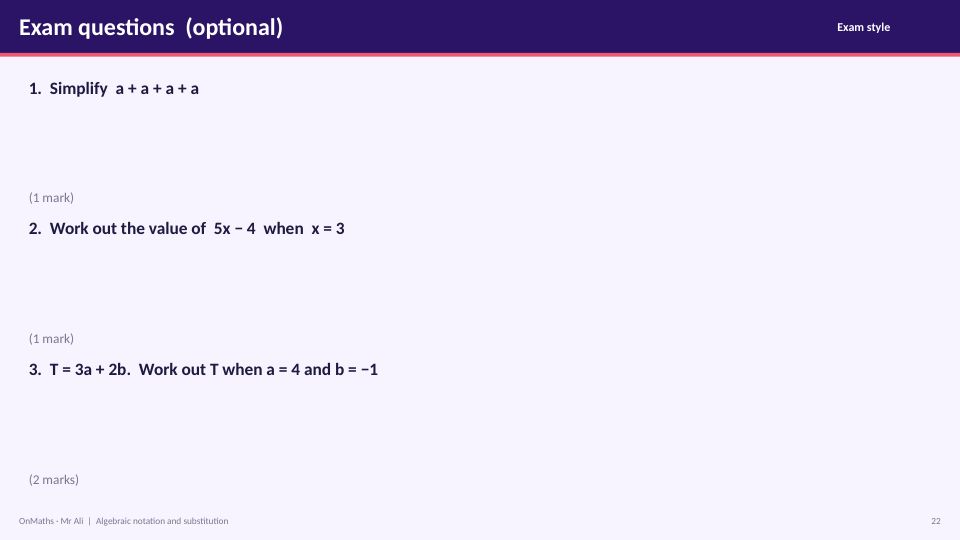 Exam questions  (optional)
Exam style
1.  Simplify  a + a + a + a
(1 mark)
2.  Work out the value of  5x − 4  when  x = 3
(1 mark)
3.  T = 3a + 2b.  Work out T when a = 4 and b = −1
(2 marks)
OnMaths - Mr Ali  |  Algebraic notation and substitution
22